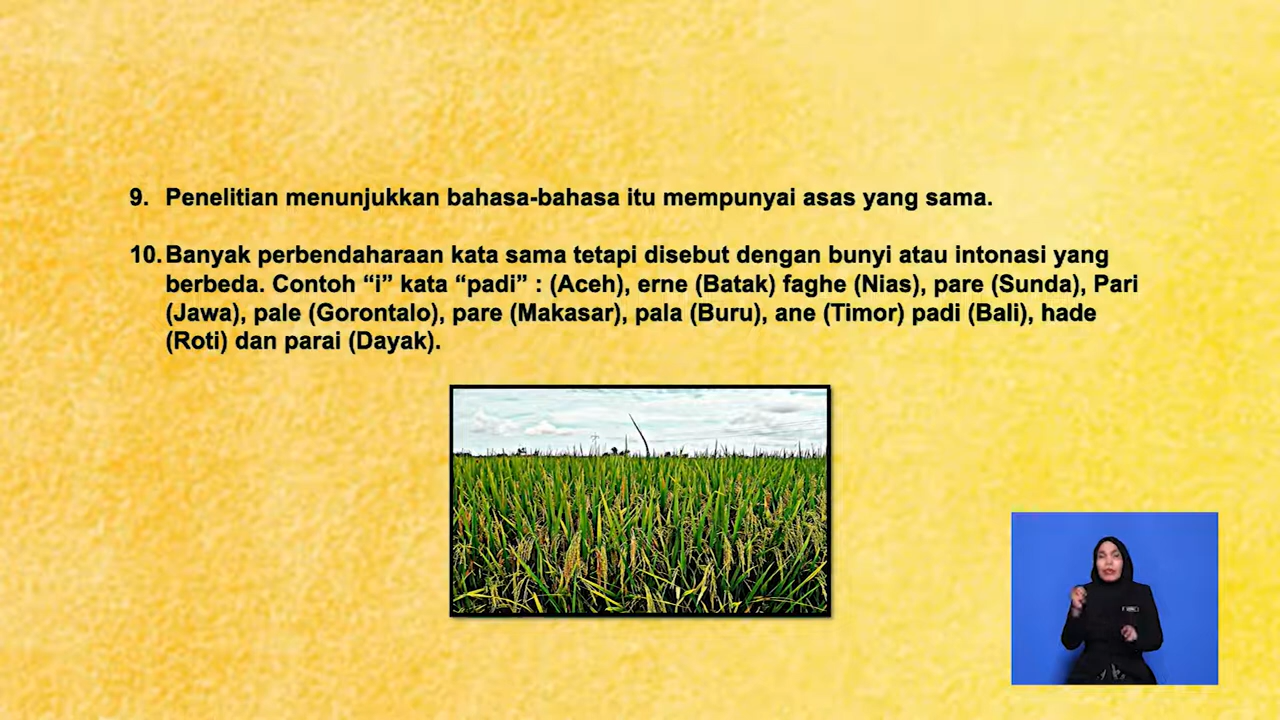 9. Penelitian menunjukkan bahasa-bahasa itu mempunyai asas yang sama.
10. Banyak perbendaharaan kata sama tetapi disebut dengan bunyi atau intonasi yang
berbeda. Contoh “i” kata “padi” : (Aceh), erne (Batak) faghe (Nias), pare (Sunda), Pari
(Jawa), pale (Gorontalo), pare (Makasar), pala (Buru), ane (Timor) padi (Bali), hade
(Roti) dan parai (Dayak).